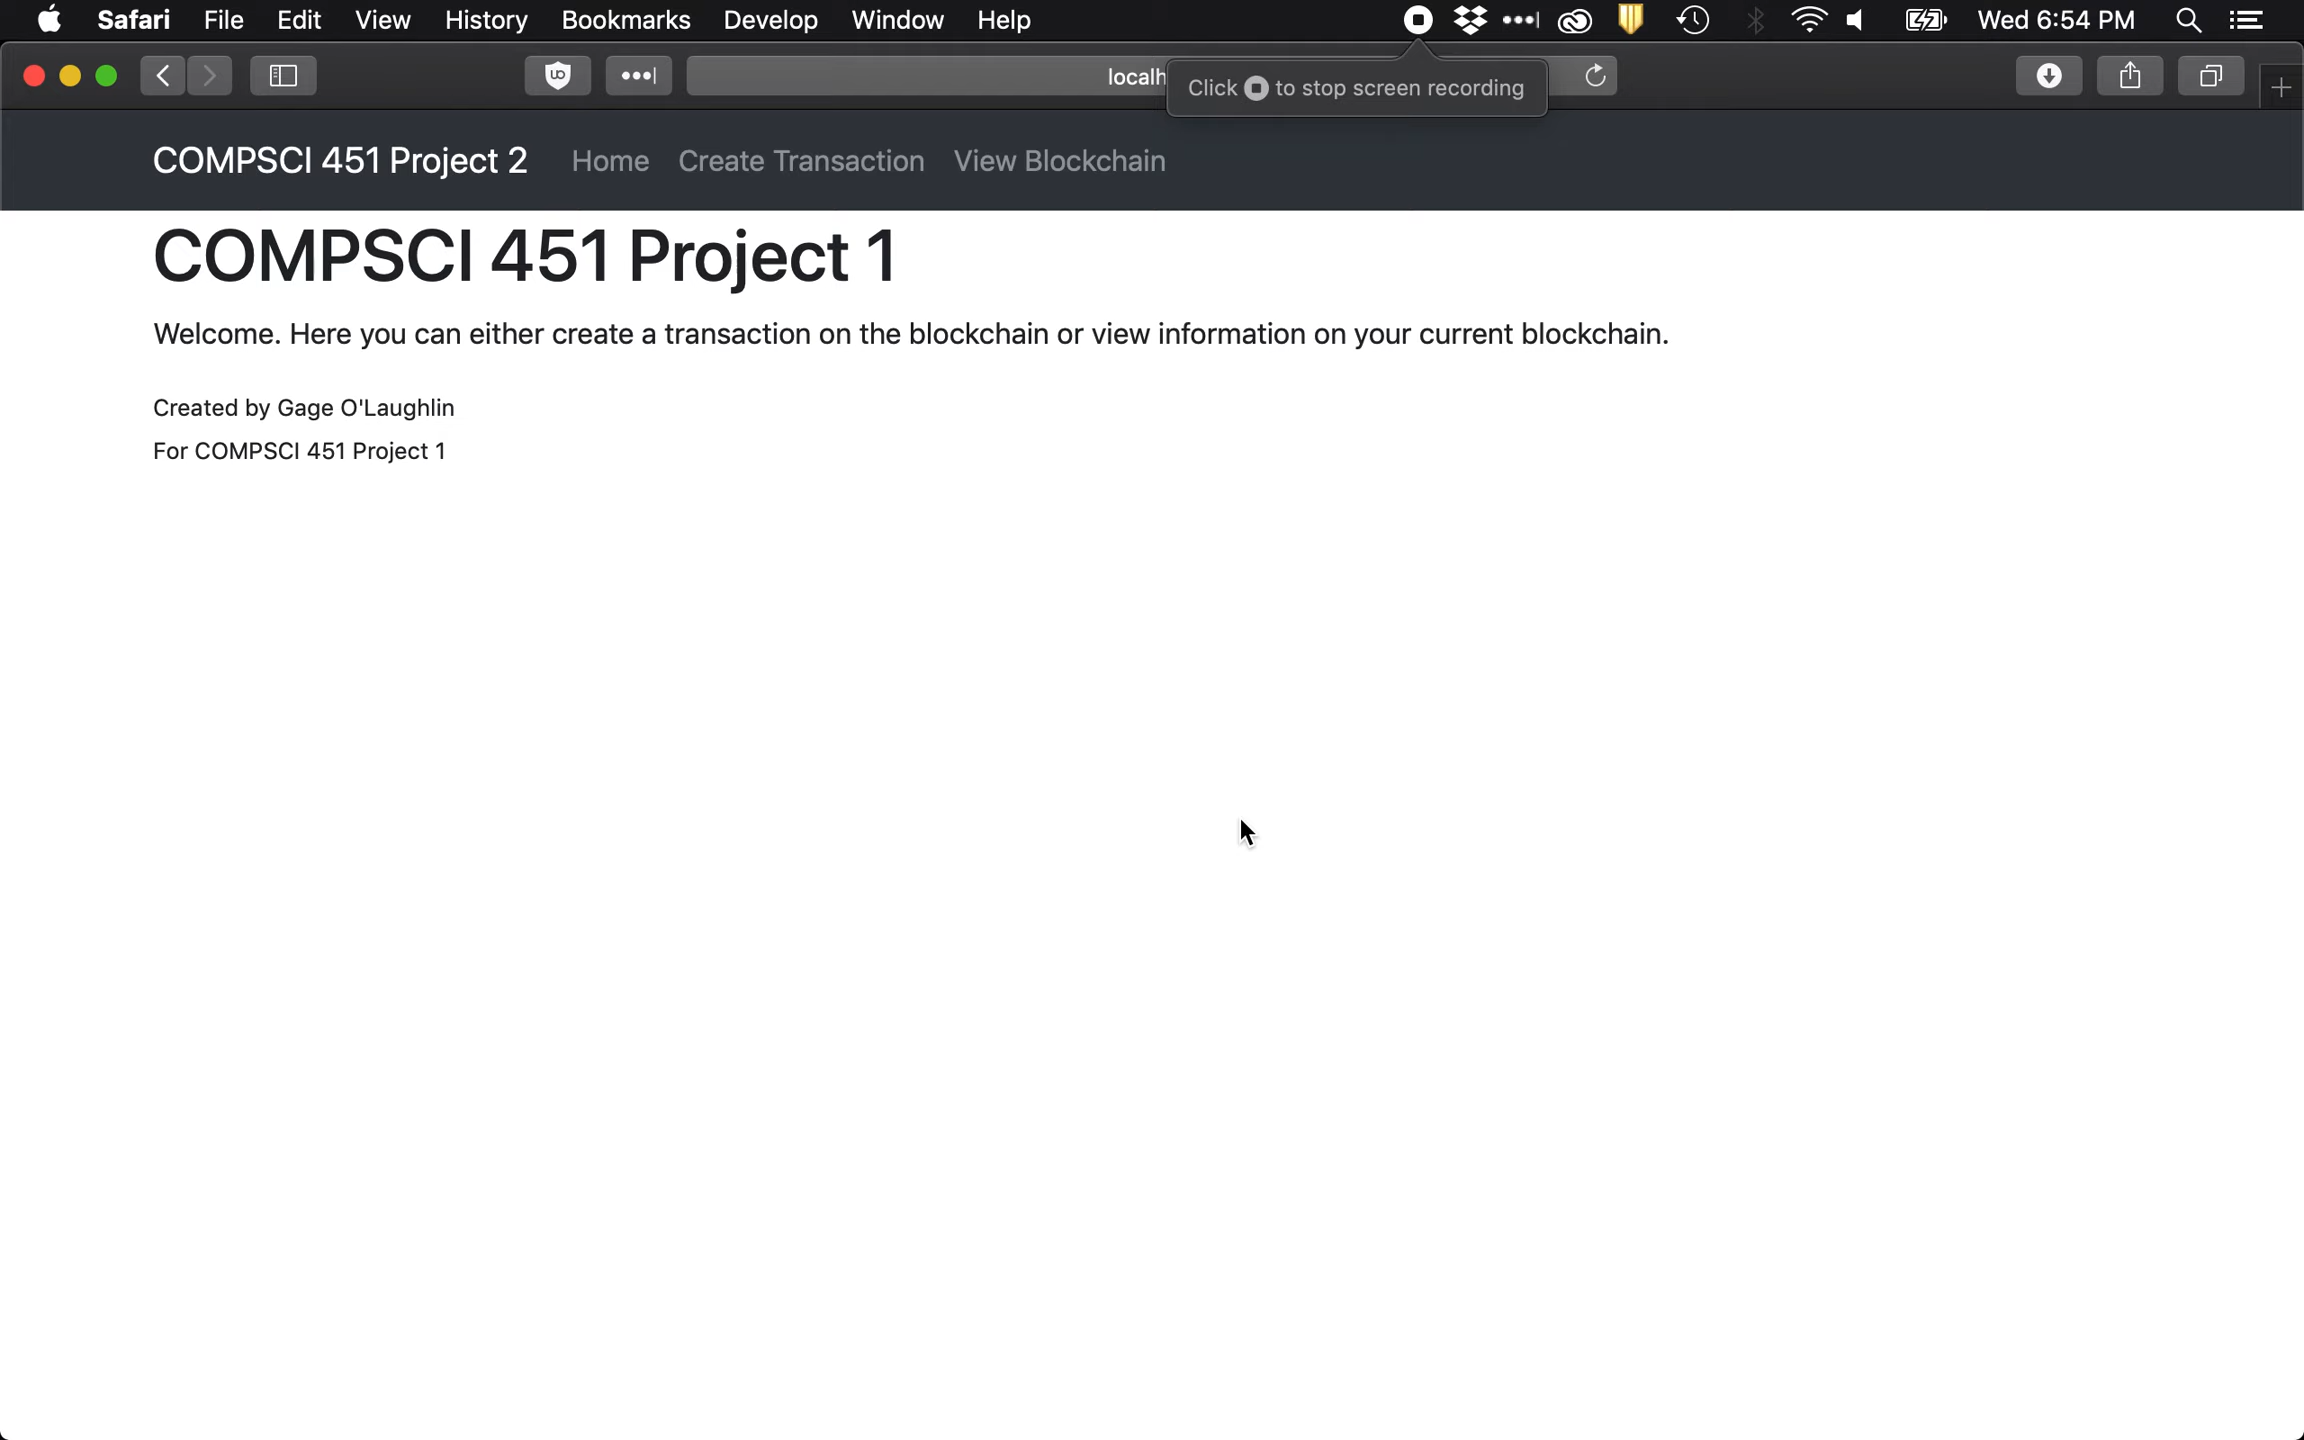 Safari File Edit View History Bookmarks Develop Window Help Wed 6:54 PM
Click to stop screen recording
COMPSCI 451 Project 2 Home Create Transaction View Blockchain
COMPSCI 451 Project 1
Welcome. Here you can either create a transaction on the blockchain or view information on your current blockchain.
Created by Gage O'Laughlin
For COMPSCI 451 Project 1